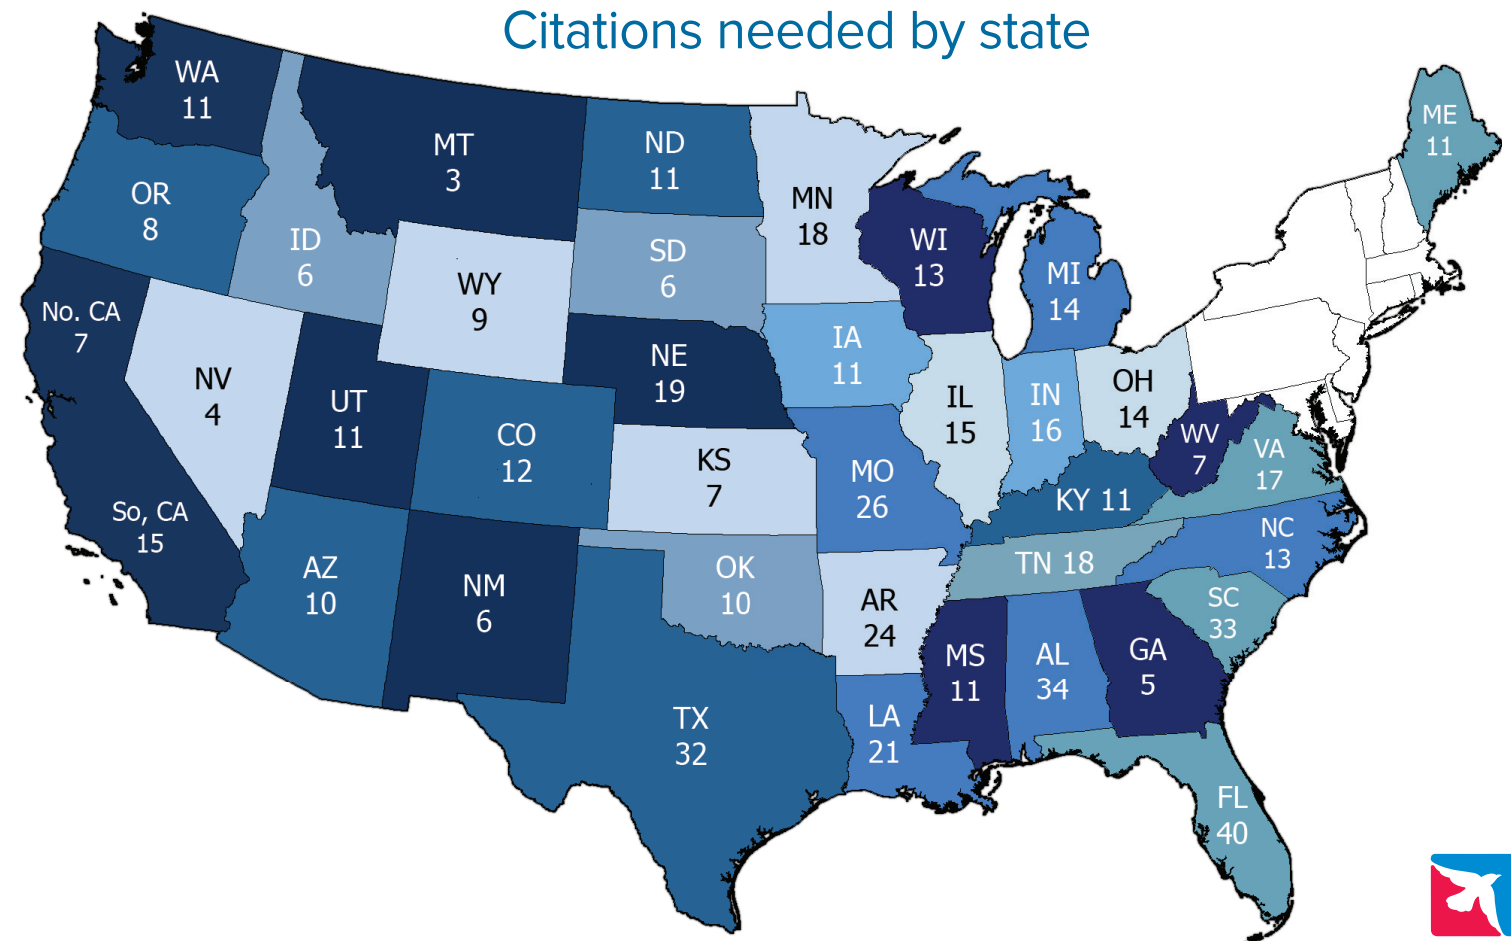 Citations needed by state
WA
11
MT
3
ND
11
MN
18
ME
11
OR
8
ID
6
WY
9
SD
6
WI
13
MI
14
No. CA
7
NV
4
UT
11
CO
12
NE
19
IA
11
IL
15
IN
16
OH
14
WV
7
VA
17
KS
7
MO
26
KY 11
So, CA
15
AZ
10
NM
6
OK
10
AR
24
TN 18
NC
13
SC
33
TX
32
LA
21
MS
11
AL
34
GA
5
FL
40